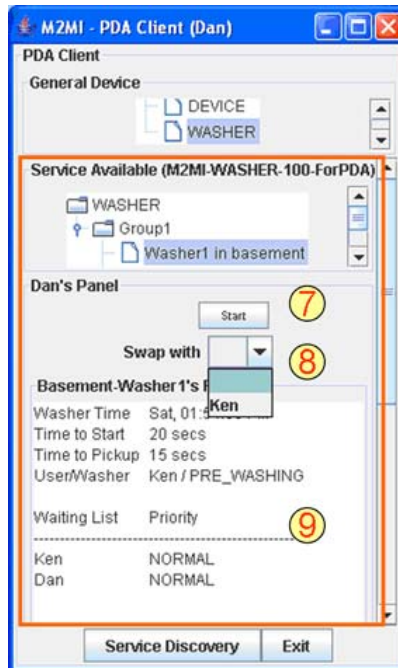 M2MI - PDA Client (Dan)
PDA Client
General Device
DEVICE
WASHER
Service Available (M2MI-WASHER-100-ForPDA)
WASHER
Group1
Washer1 in basement
Dan's Panel
Start
7
Swap with
8
Ken
Basement-Washer1's
Washer Time Sat, 01:5
Time to Start 20 secs
Time to Pickup 15 secs
User/Washer Ken / PRE_WASHING
Waiting List Priority
9
--------------------------------------------------
Ken NORMAL
Dan NORMAL
Service Discovery Exit